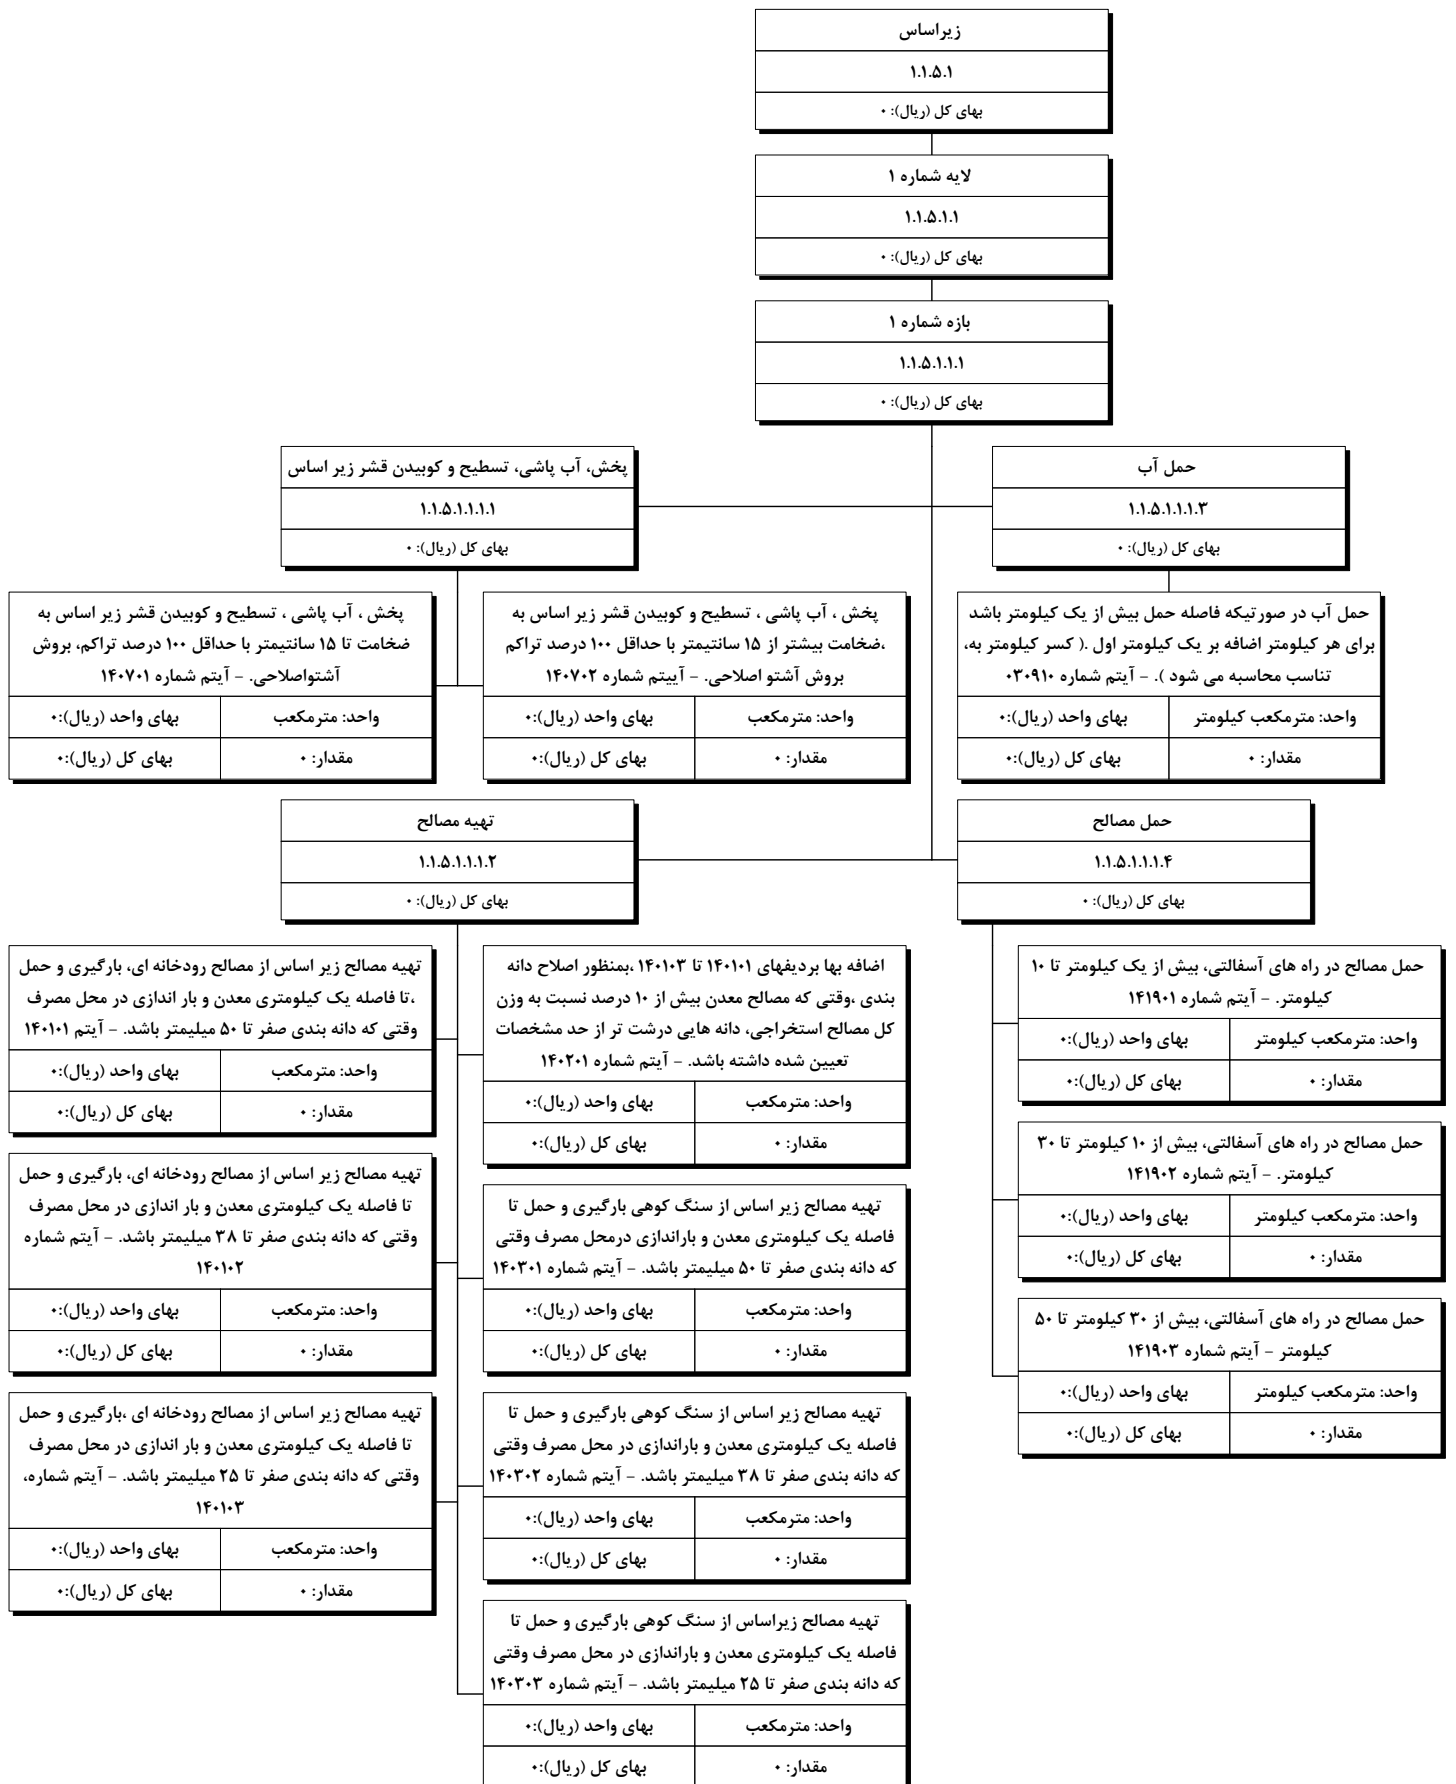 زیراساس
۱.۱.۵.۱
بهای کل (ریال): ۰
لایه شماره ۱
۱.۱.۵.۱.۱
بهای کل (ریال): ۰
بازه شماره ۱
۱.۱.۵.۱.۱.۱
بهای کل (ریال): ۰
حمل آب
۱.۱.۵.۱.۱.۱.۳
بهای کل (ریال): ۰
پخش، آب پاشی، تسطیح و کوبیدن قشر زیر اساس
۱.۱.۵.۱.۱.۱.۱
بهای کل (ریال): ۰
حمل آب در صورتیکه فاصله حمل بیش از یک کیلومتر باشد
برای هر کیلومتر اضافه بر یک کیلومتر اول .( کسر کیلومتر به،
تناسب محاسبه می شود ). – آیتم شماره ۰۳۰۹۱۰
واحد: مترمکعب کیلومتر
بهای واحد (ریال):۰
مقدار: ۰
بهای کل (ریال):۰
پخش ، آب پاشی ، تسطیح و کوبیدن قشر زیر اساس به
،ضخامت بیشتر از ۱۵ سانتیمتر با حداقل ۱۰۰ درصد تراکم
بروش آشتو اصلاحی. – آییتم شماره ۱۴۰۷۰۲
واحد: مترمکعب
بهای واحد (ریال):۰
مقدار: ۰
بهای کل (ریال):۰
پخش ، آب پاشی ، تسطیح و کوبیدن قشر زیر اساس به
ضخامت تا ۱۵ سانتیمتر با حداقل ۱۰۰ درصد تراکم، بروش
آشتواصلاحی. – آیتم شماره ۱۴۰۷۰۱
واحد: مترمکعب
بهای واحد (ریال):۰
مقدار: ۰
بهای کل (ریال):۰
حمل مصالح
۱.۱.۵.۱.۱.۱.۴
بهای کل (ریال): ۰
تهیه مصالح
۱.۱.۵.۱.۱.۱.۲
بهای کل (ریال): ۰
حمل مصالح در راه های آسفالتی، بیش از یک کیلومتر تا ۱۰
کیلومتر. – آیتم شماره ۱۴۱۹۰۱
واحد: مترمکعب کیلومتر
بهای واحد (ریال):۰
مقدار: ۰
بهای کل (ریال):۰
حمل مصالح در راه های آسفالتی، بیش از ۱۰ کیلومتر تا ۳۰
کیلومتر. – آیتم شماره ۱۴۱۹۰۲
واحد: مترمکعب کیلومتر
بهای واحد (ریال):۰
مقدار: ۰
بهای کل (ریال):۰
حمل مصالح در راه های آسفالتی، بیش از ۳۰ کیلومتر تا ۵۰
کیلومتر – آیتم شماره ۱۴۱۹۰۳
واحد: مترمکعب کیلومتر
بهای واحد (ریال):۰
مقدار: ۰
بهای کل (ریال):۰
اضافه بها بردیفهای ۱۴۰۱۰۱ تا ۱۴۰۱۰۳ ،بمنظور اصلاح دانه
بندی ،وقتی که مصالح معدن بیش از ۱۰ درصد نسبت به وزن
کل مصالح استخراجی، دانه هایی درشت تر از حد مشخصات
تعیین شده داشته باشد. – آیتم شماره ۱۴۰۲۰۱
واحد: مترمکعب
بهای واحد (ریال):۰
مقدار: ۰
بهای کل (ریال):۰
تهیه مصالح زیر اساس از سنگ کوهی بارگیری و حمل تا
فاصله یک کیلومتری معدن و باراندازی درمحل مصرف وقتی
که دانه بندی صفر تا ۵۰ میلیمتر باشد. – آیتم شماره ۱۴۰۳۰۱
واحد: مترمکعب
بهای واحد (ریال):۰
مقدار: ۰
بهای کل (ریال):۰
تهیه مصالح زیر اساس از سنگ کوهی بارگیری و حمل تا
فاصله یک کیلومتری معدن و باراندازی در محل مصرف وقتی
که دانه بندی صفر تا ۳۸ میلیمتر باشد. – آیتم شماره ۱۴۰۳۰۲
واحد: مترمکعب
بهای واحد (ریال):۰
مقدار: ۰
بهای کل (ریال):۰
تهیه مصالح زیراساس از سنگ کوهی بارگیری و حمل تا
فاصله یک کیلومتری معدن و باراندازی در محل مصرف وقتی
که دانه بندی صفر تا ۲۵ میلیمتر باشد. – آیتم شماره ۱۴۰۳۰۳
واحد: مترمکعب
بهای واحد (ریال):۰
مقدار: ۰
بهای کل (ریال):۰
تهیه مصالح زیر اساس از مصالح رودخانه ای، بارگیری و حمل
،تا فاصله یک کیلومتری معدن و بار اندازی در محل مصرف
وقتی که دانه بندی صفر تا ۵۰ میلیمتر باشد. – آیتم ۱۴۰۱۰۱
واحد: مترمکعب
بهای واحد (ریال):۰
مقدار: ۰
بهای کل (ریال):۰
تهیه مصالح زیر اساس از مصالح رودخانه ای، بارگیری و حمل
تا فاصله یک کیلومتری معدن و بار اندازی در محل مصرف
وقتی که دانه بندی صفر تا ۳۸ میلیمتر باشد. – آیتم شماره
۱۴۰۱۰۲
واحد: مترمکعب
بهای واحد (ریال):۰
مقدار: ۰
بهای کل (ریال):۰
تهیه مصالح زیر اساس از مصالح رودخانه ای ،بارگیری و حمل
تا فاصله یک کیلومتری معدن و بار اندازی در محل مصرف
وقتی که دانه بندی صفر تا ۲۵ میلیمتر باشد. – آیتم شماره،
۱۴۰۱۰۳
واحد: مترمکعب
بهای واحد (ریال):۰
مقدار: ۰
بهای کل (ریال):۰